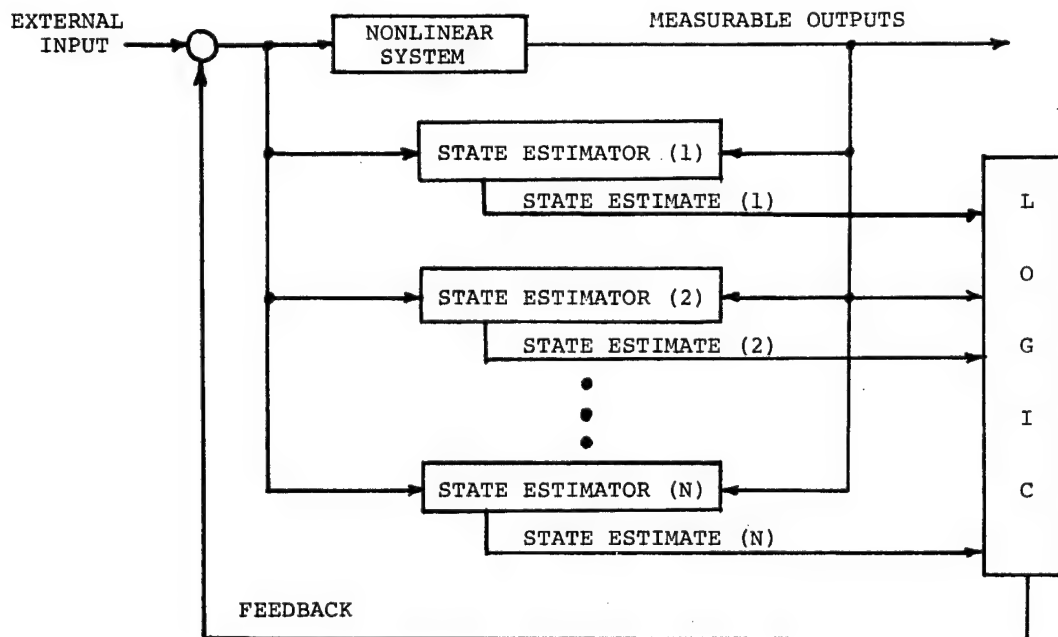 EXTERNAL
INPUT
NONLINEAR
SYSTEM
MEASURABLE OUTPUTS
STATE ESTIMATOR (1)
STATE ESTIMATE (1)
STATE ESTIMATOR (2)
STATE ESTIMATE (2)
STATE ESTIMATOR (N)
STATE ESTIMATE (N)
L
O
G
I
C
FEEDBACK